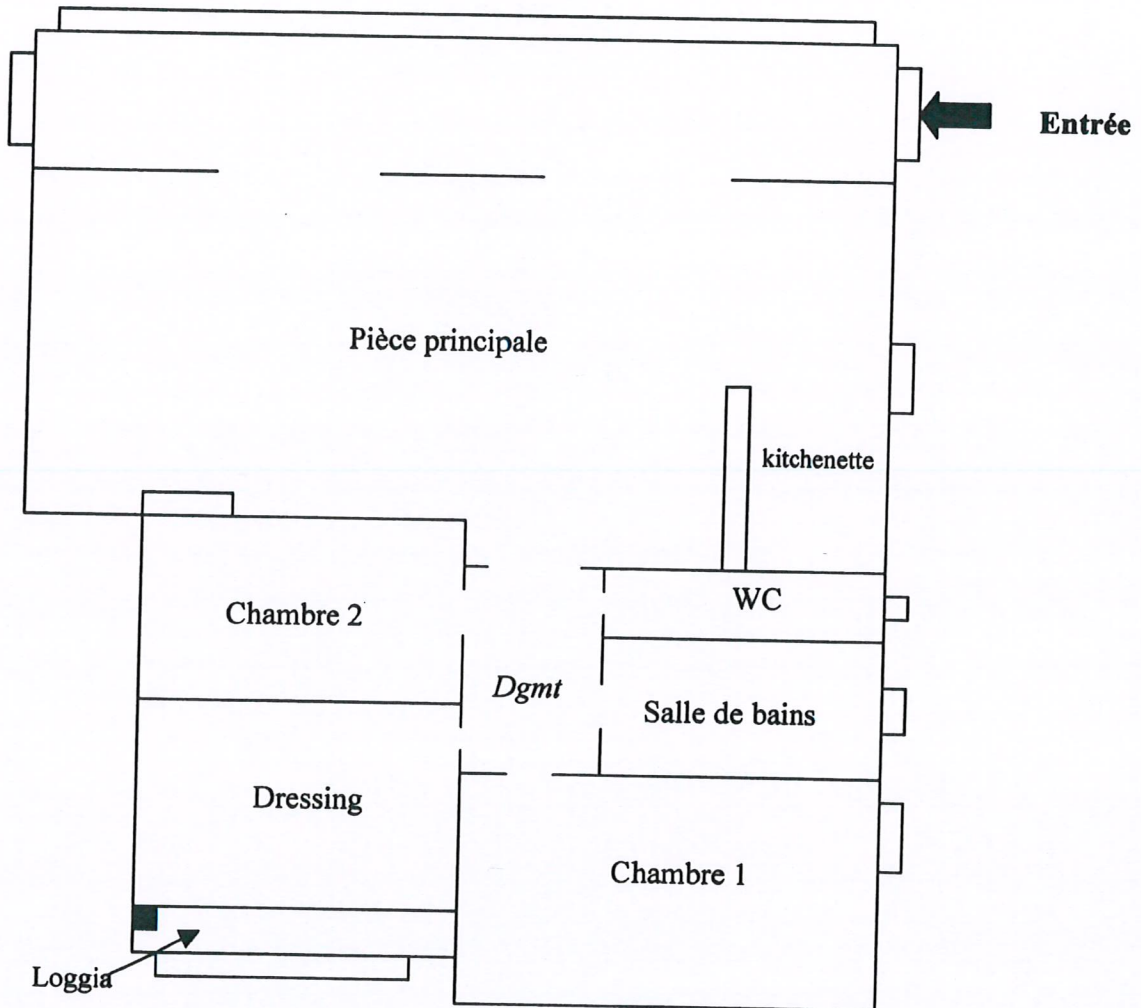 Entrée
Pièce principale
kitchenette
Chambre 2
WC
Dgmt
Salle de bains
Dressing
Chambre 1
Loggia